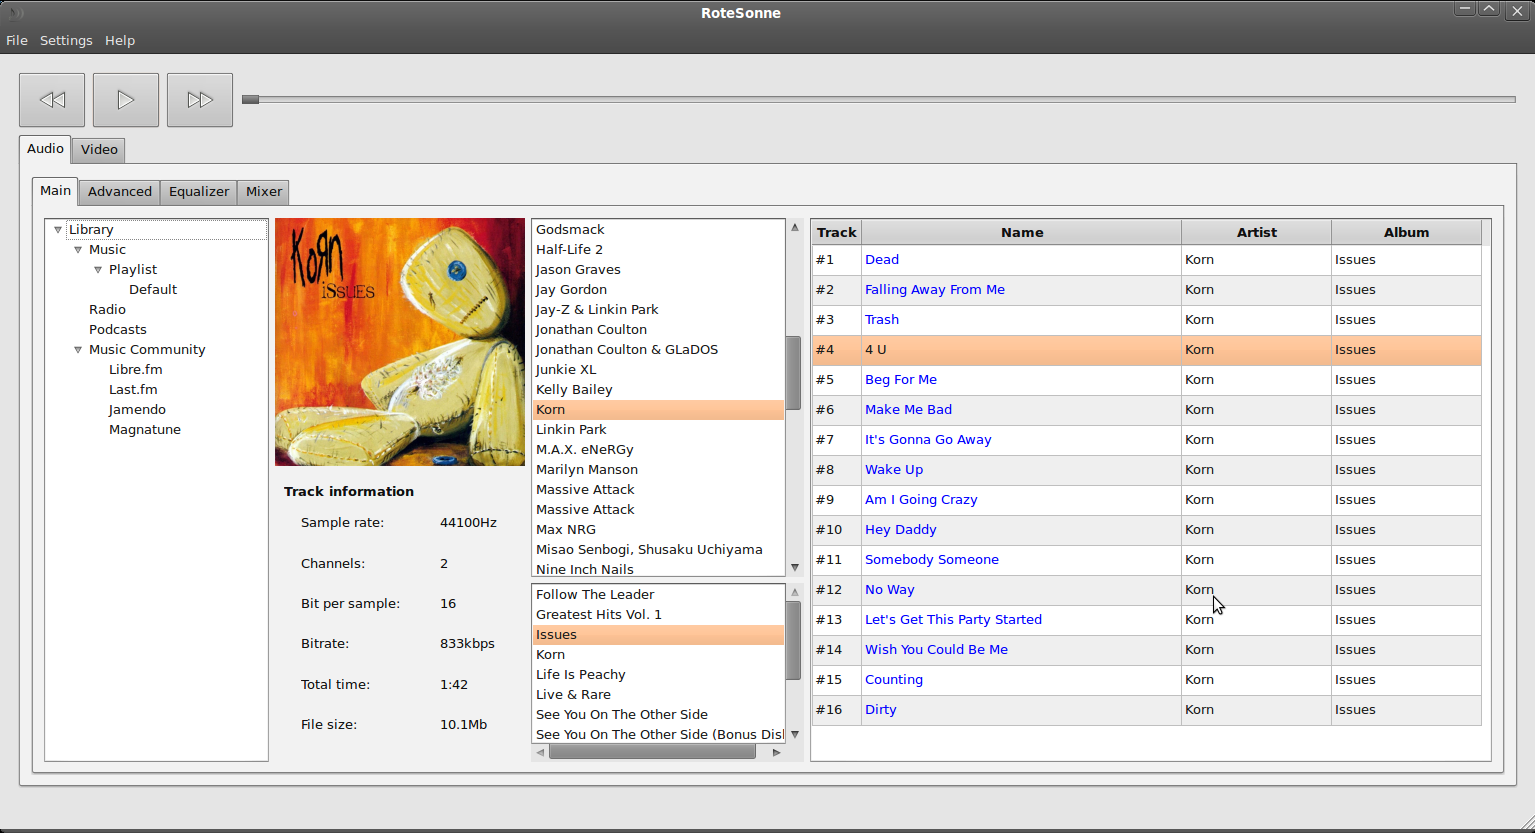 RoteSonne
File Settings Help
Audio Video
Main Advanced Equalizer Mixer
Library
Music
Playlist
Default
Radio
Podcasts
Music Community
Libre.fm
Last.fm
Jamendo
Magnatune
KoЯn
issues
Track information
Sample rate: 44100Hz
Channels: 2
Bit per sample: 16
Bitrate: 833kbps
Total time: 1:42
File size: 10.1Mb
Godsmack
Half-Life 2
Jason Graves
Jay Gordon
Jay-Z & Linkin Park
Jonathan Coulton
Jonathan Coulton & GLaDOS
Junkie XL
Kelly Bailey
Korn
Linkin Park
M.A.X. eNeRGy
Marilyn Manson
Massive Attack
Massive Attack
Max NRG
Misao Senbogi, Shusaku Uchiyama
Nine Inch Nails
Follow The Leader
Greatest Hits Vol. 1
Issues
Korn
Life Is Peachy
Live & Rare
See You On The Other Side
See You On The Other Side (Bonus Dis
Track Name Artist Album
#1 Dead Korn Issues
#2 Falling Away From Me Korn Issues
#3 Trash Korn Issues
#4 4 U Korn Issues
#5 Beg For Me Korn Issues
#6 Make Me Bad Korn Issues
#7 It's Gonna Go Away Korn Issues
#8 Wake Up Korn Issues
#9 Am I Going Crazy Korn Issues
#10 Hey Daddy Korn Issues
#11 Somebody Someone Korn Issues
#12 No Way Korn Issues
#13 Let's Get This Party Started Korn Issues
#14 Wish You Could Be Me Korn Issues
#15 Counting Korn Issues
#16 Dirty Korn Issues